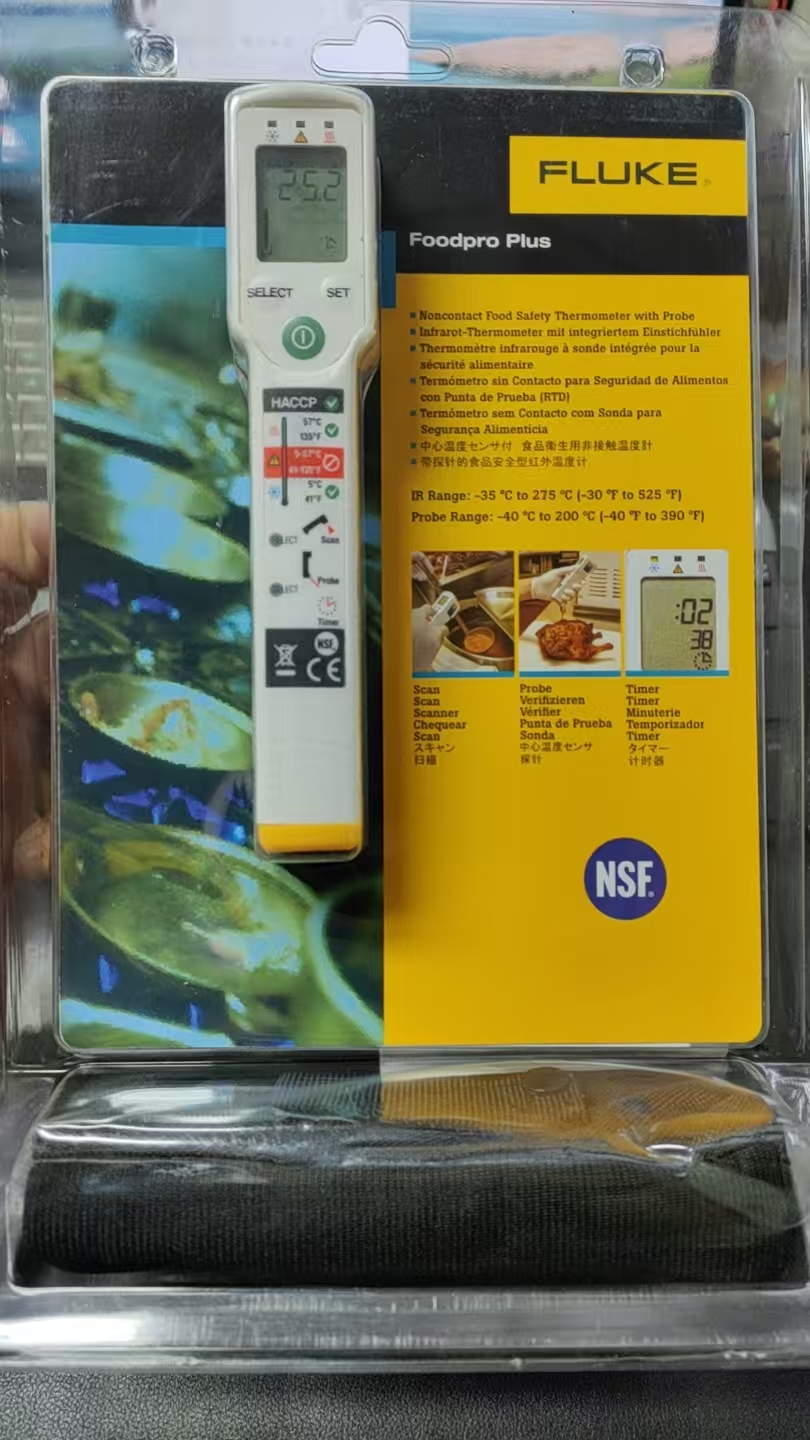 25.2
SELECT
SET
HACCP
57°C
135°F
5-57°C
41-135°F
5°C
41°F
Scan
Probe
Timer
NSF
CE
FLUKE®
Foodpro Plus
Noncontact Food Safety Thermometer with Probe
Infrarot-Thermometer mit integriertem Einstichfühler
Thermomètre infrarouge à sonde intégrée pour la
sécurité alimentaire
Termómetro sin Contacto para Seguridad de Alimentos
con Punta de Prueba (RTD)
Termómetro sem Contacto com Sonda para
Segurança Alimenticia
中心温度センサ付 食品衛生用非接触温度計
带探针的食品安全型红外温度计
IR Range: –35 °C to 275 °C (–30 °F to 525 °F)
Probe Range: –40 °C to 200 °C (–40 °F to 390 °F)
:02
38
Scan
Scan
Scanner
Chequear
Scan
スキャン
扫描
Probe
Verifizieren
Vérifier
Punta de Prueba
Sonda
中心温度センサ
探针
Timer
Timer
Minuterie
Temporizador
Timer
タイマー
计时器
NSF®